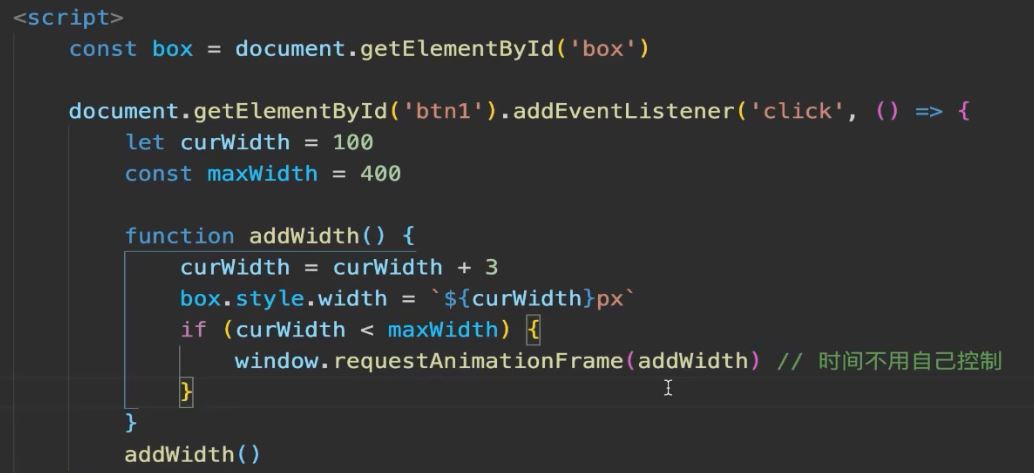 <script>
const box = document.getElementById('box')
document.getElementById('btn1').addEventListener('click', () => {
let curWidth = 100
const maxWidth = 400
function addWidth() {
curWidth = curWidth + 3
box.style.width = `${curWidth}px`
if (curWidth < maxWidth) {
window.requestAnimationFrame(addWidth) // 时间不用自己控制
}
}
addWidth()